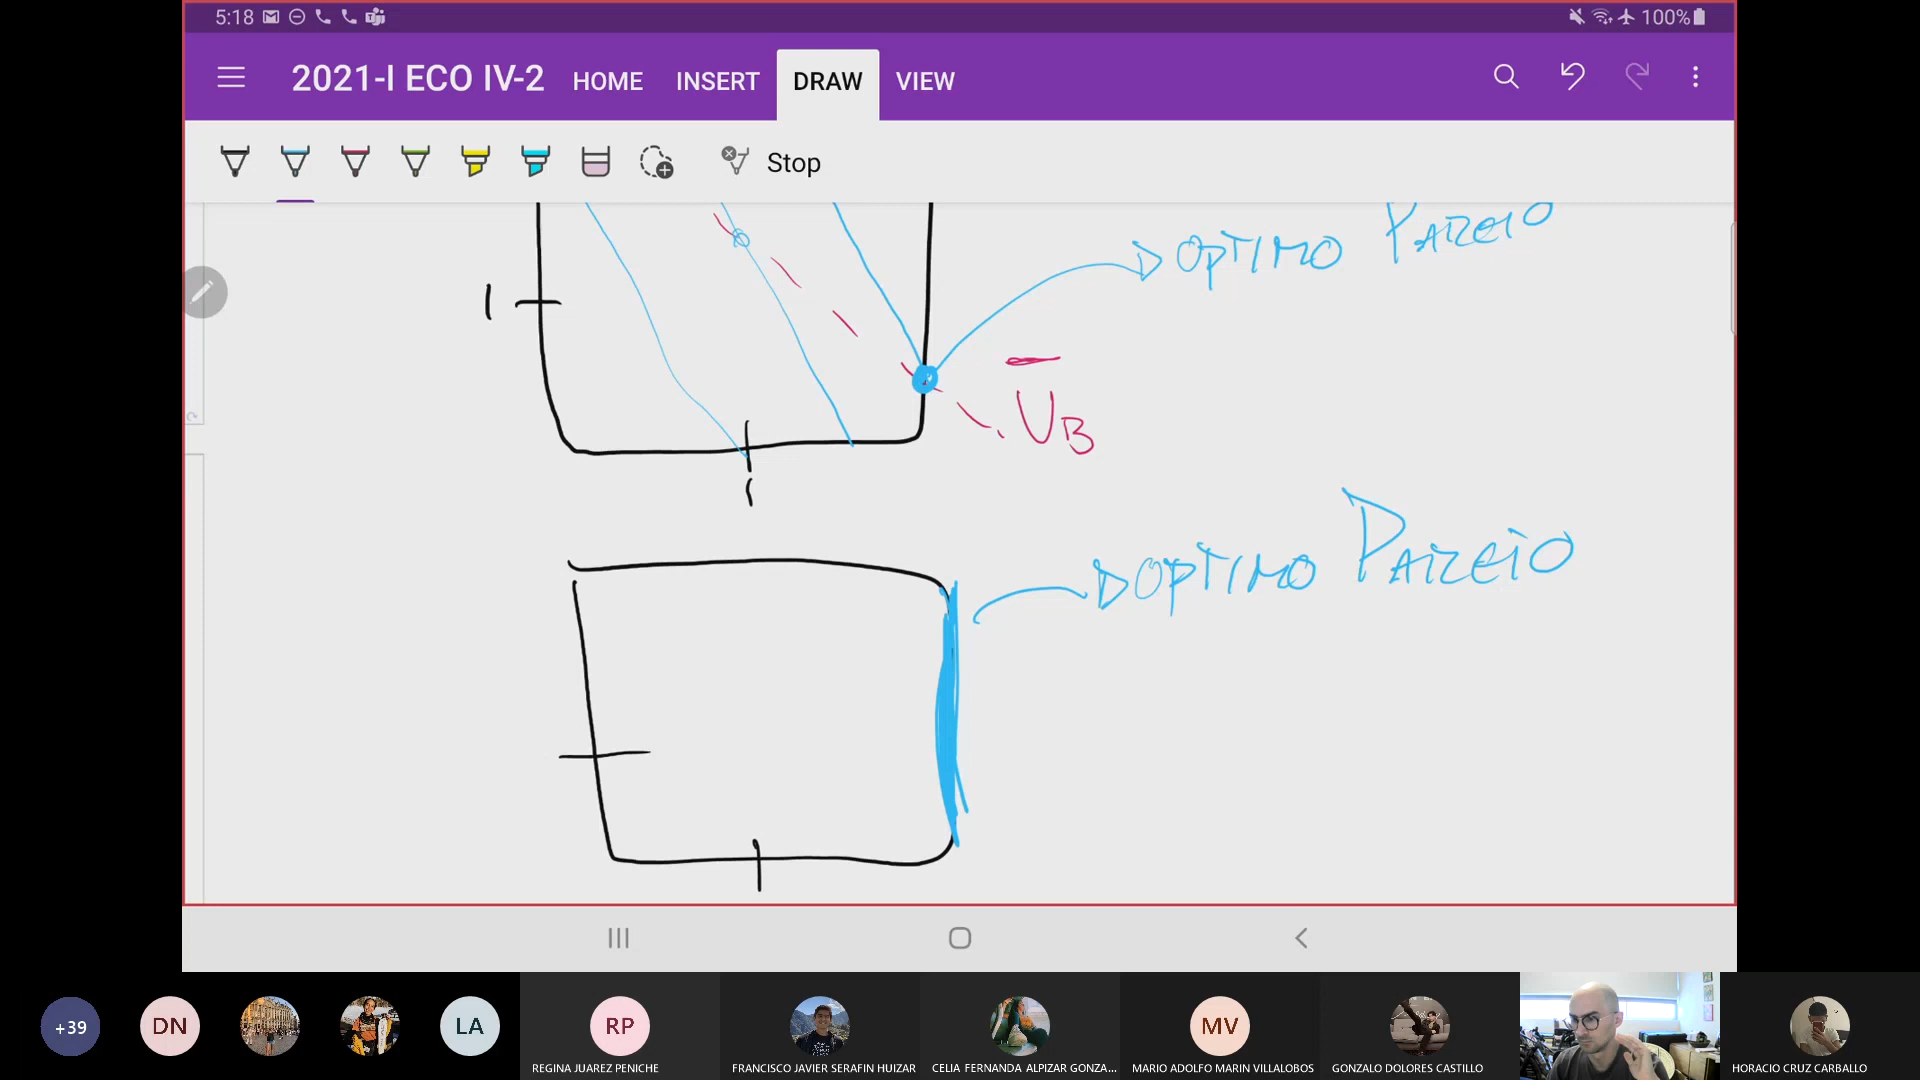 5:18 100%
2021-I ECO IV-2 HOME INSERT DRAW VIEW
Stop
OPTIMO PARETO
1
U̅B
1
OPTIMO PARETO
+39 DN LA RP MV
REGINA JUAREZ PENICHE FRANCISCO JAVIER SERAFIN HUIZAR CELIA FERNANDA ALPIZAR GONZA... MARIO ADOLFO MARIN VILLALOBOS GONZALO DOLORES CASTILLO HORACIO CRUZ CARBALLO